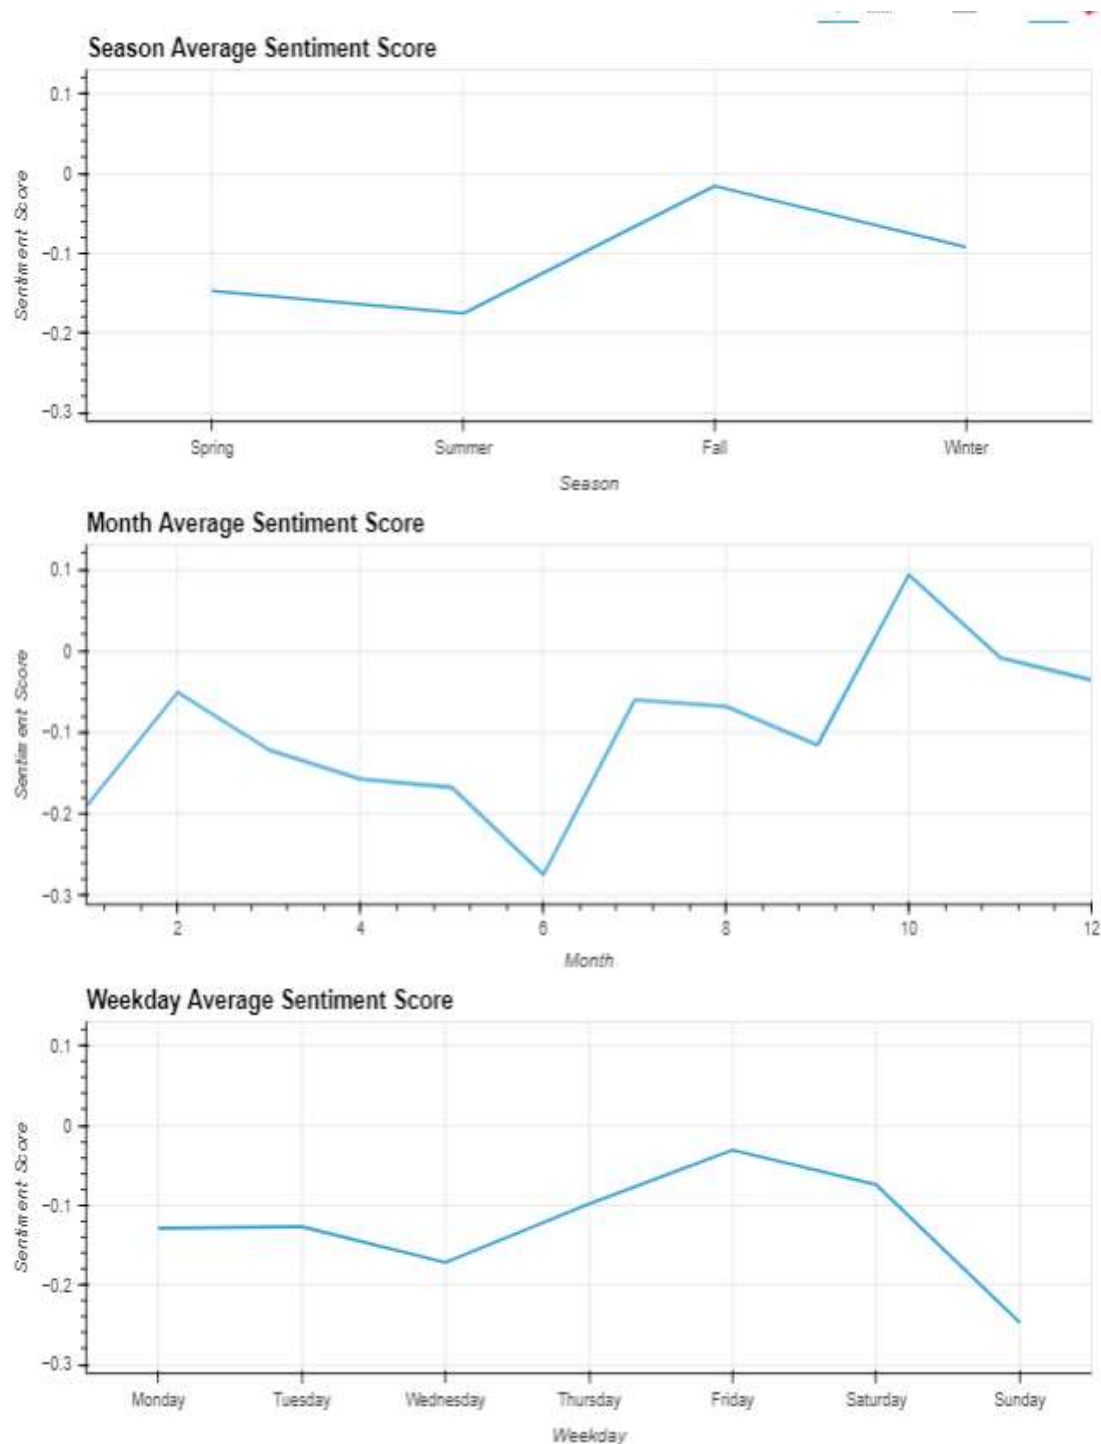 Season Average Sentiment Score
0.1
0
−0.1
−0.2
−0.3
Sentiment Score
Spring Summer Fall Winter
Season
Month Average Sentiment Score
0.1
0
−0.1
−0.2
−0.3
Sentiment Score
2 4 6 8 10 12
Month
Weekday Average Sentiment Score
0.1
0
−0.1
−0.2
−0.3
Sentiment Score
Monday Tuesday Wednesday Thursday Friday Saturday Sunday
Weekday